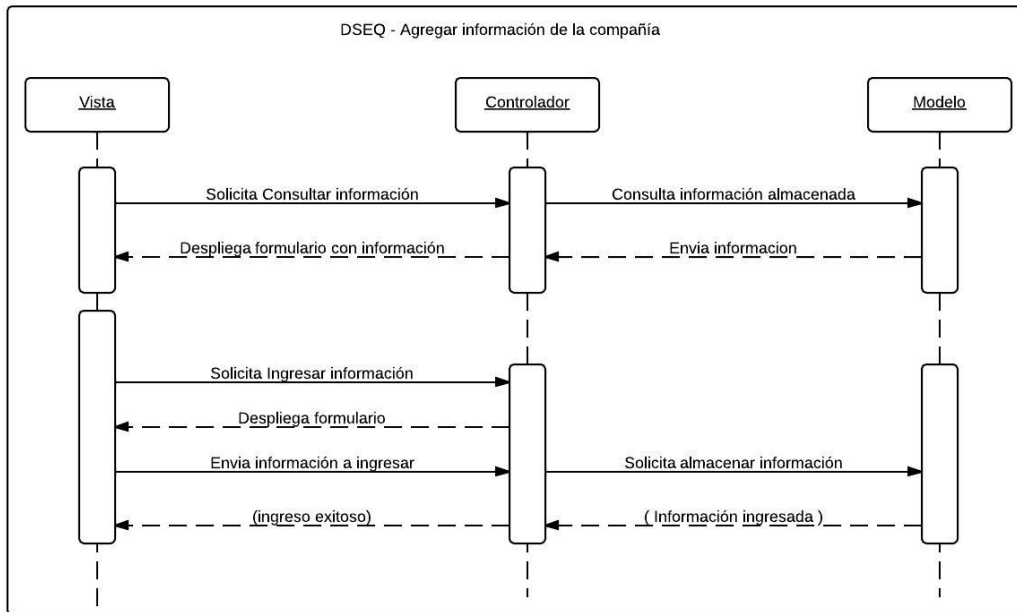 DSEQ - Agregar información de la compañía
Vista
Controlador
Modelo
Solicita Consultar información
Consulta información almacenada
Despliega formulario con información
Envia informacion
Solicita Ingresar información
Despliega formulario
Envia información a ingresar
Solicita almacenar información
(ingreso exitoso)
( Información ingresada )